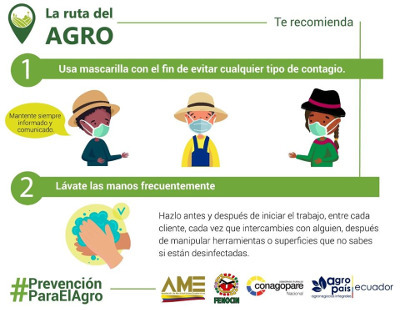 La ruta del
AGRO
Te recomienda
1
Usa mascarilla con el fin de evitar cualquier tipo de contagio.
Mantente siempre
informado y
comunicado.
2
Lávate las manos frecuentemente
Hazlo antes y después de iniciar el trabajo, entre cada
cliente, cada vez que intercambies con alguien, después
de manipular herramientas o superficies que no sabes
si están desinfectadas.
#Prevención
ParaElAgro
AME
FENOCIN
conagopare
Nacional
agro
país
ecuador